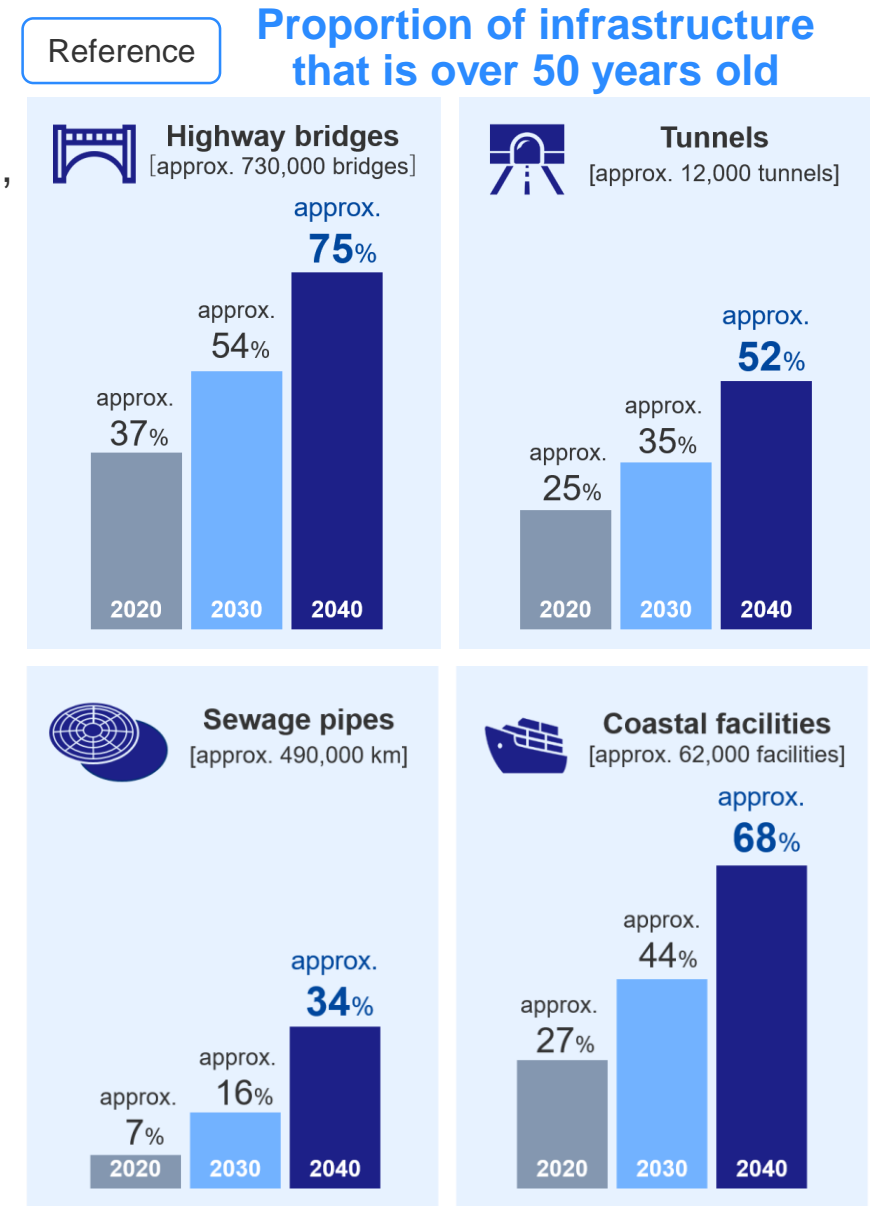 Reference
Proportion of infrastructure
that is over 50 years old
,
Highway bridges
[approx. 730,000 bridges]
approx.
37%
approx.
54%
approx.
75%
2020
2030
2040
Tunnels
[approx. 12,000 tunnels]
approx.
25%
approx.
35%
approx.
52%
2020
2030
2040
Sewage pipes
[approx. 490,000 km]
approx.
7%
approx.
16%
approx.
34%
2020
2030
2040
Coastal facilities
[approx. 62,000 facilities]
approx.
27%
approx.
44%
approx.
68%
2020
2030
2040